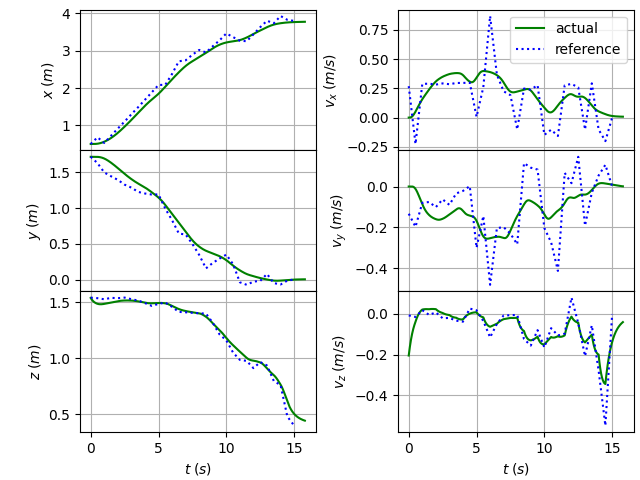 4
3
2
1
x (m)
0.75
0.50
0.25
0.00
−0.25
v_x (m/s)
actual
reference
1.5
1.0
0.5
0.0
y (m)
0.0
−0.2
−0.4
v_y (m/s)
1.5
1.0
0.5
z (m)
0 5 10 15
t (s)
0.0
−0.2
−0.4
v_z (m/s)
0 5 10 15
t (s)